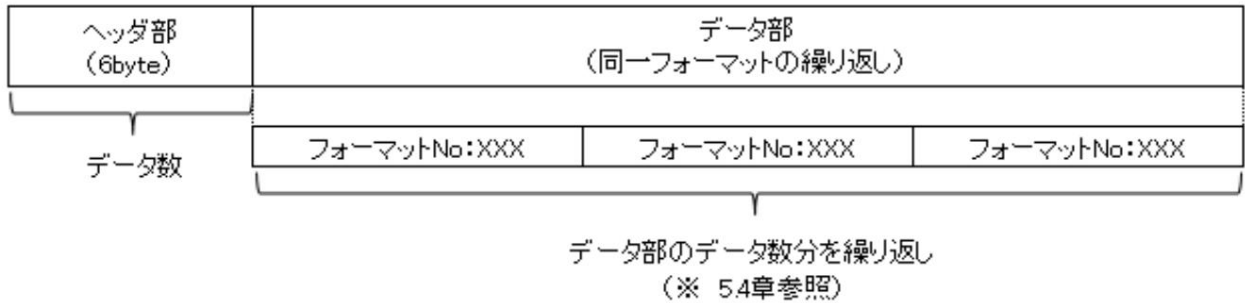 ヘッダ部
(6byte)
データ部
(同一フォーマットの繰り返し)
フォーマットNo:XXX
フォーマットNo:XXX
フォーマットNo:XXX
データ数
データ部のデータ数分を繰り返し
(※ 5.4章参照)